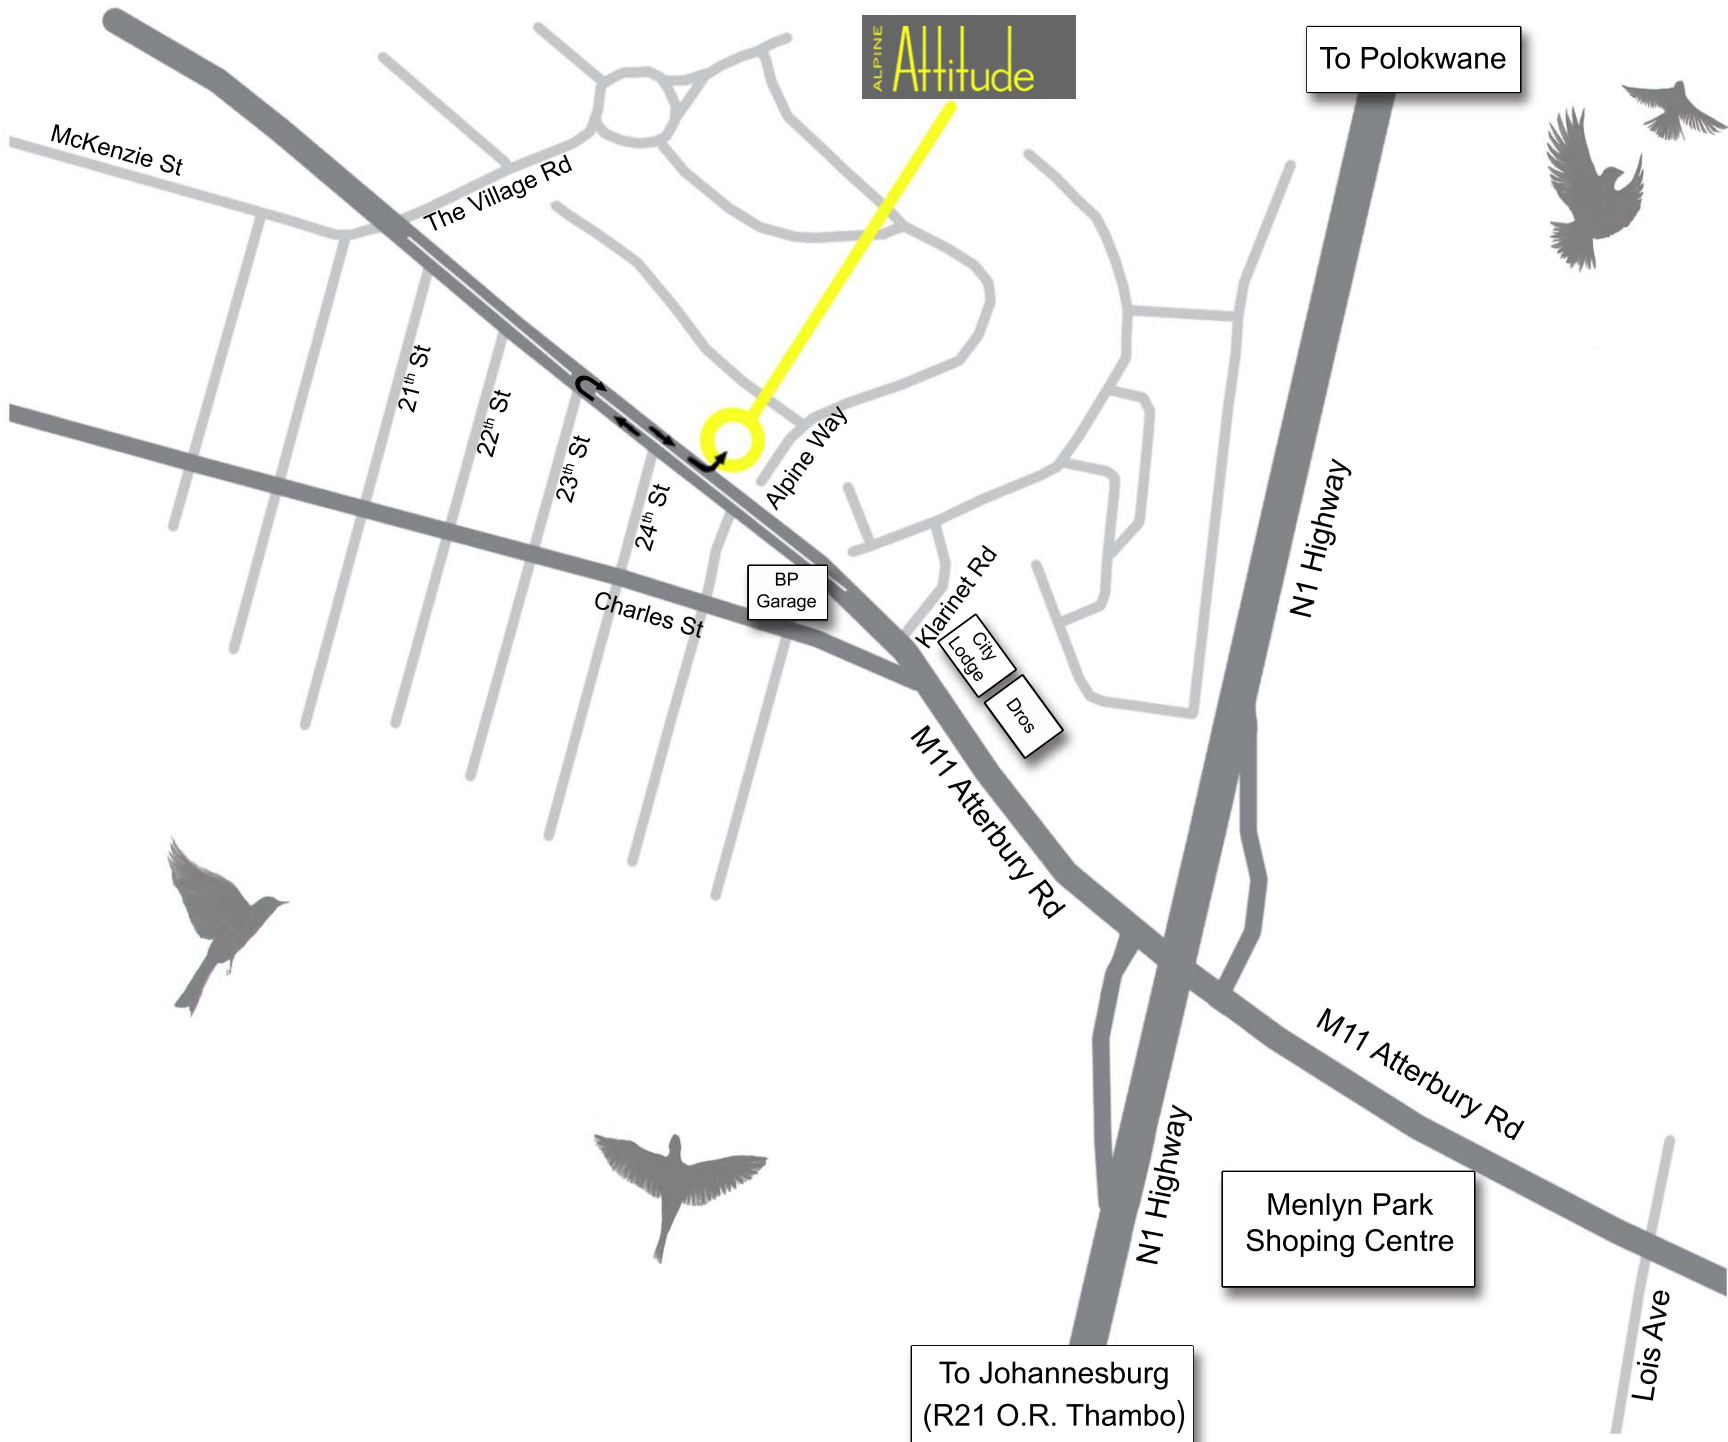 ALPINE
Attitude
To Polokwane
McKenzie St
The Village Rd
21th St
22th St
23th St
24th St
Alpine Way
N1 Highway
BP
Garage
Charles St
Klarinet Rd
City
Lodge
Dros
M11 Atterbury Rd
M11 Atterbury Rd
N1 Highway
Menlyn Park
Shoping Centre
Lois Ave
To Johannesburg
(R21 O.R. Thambo)